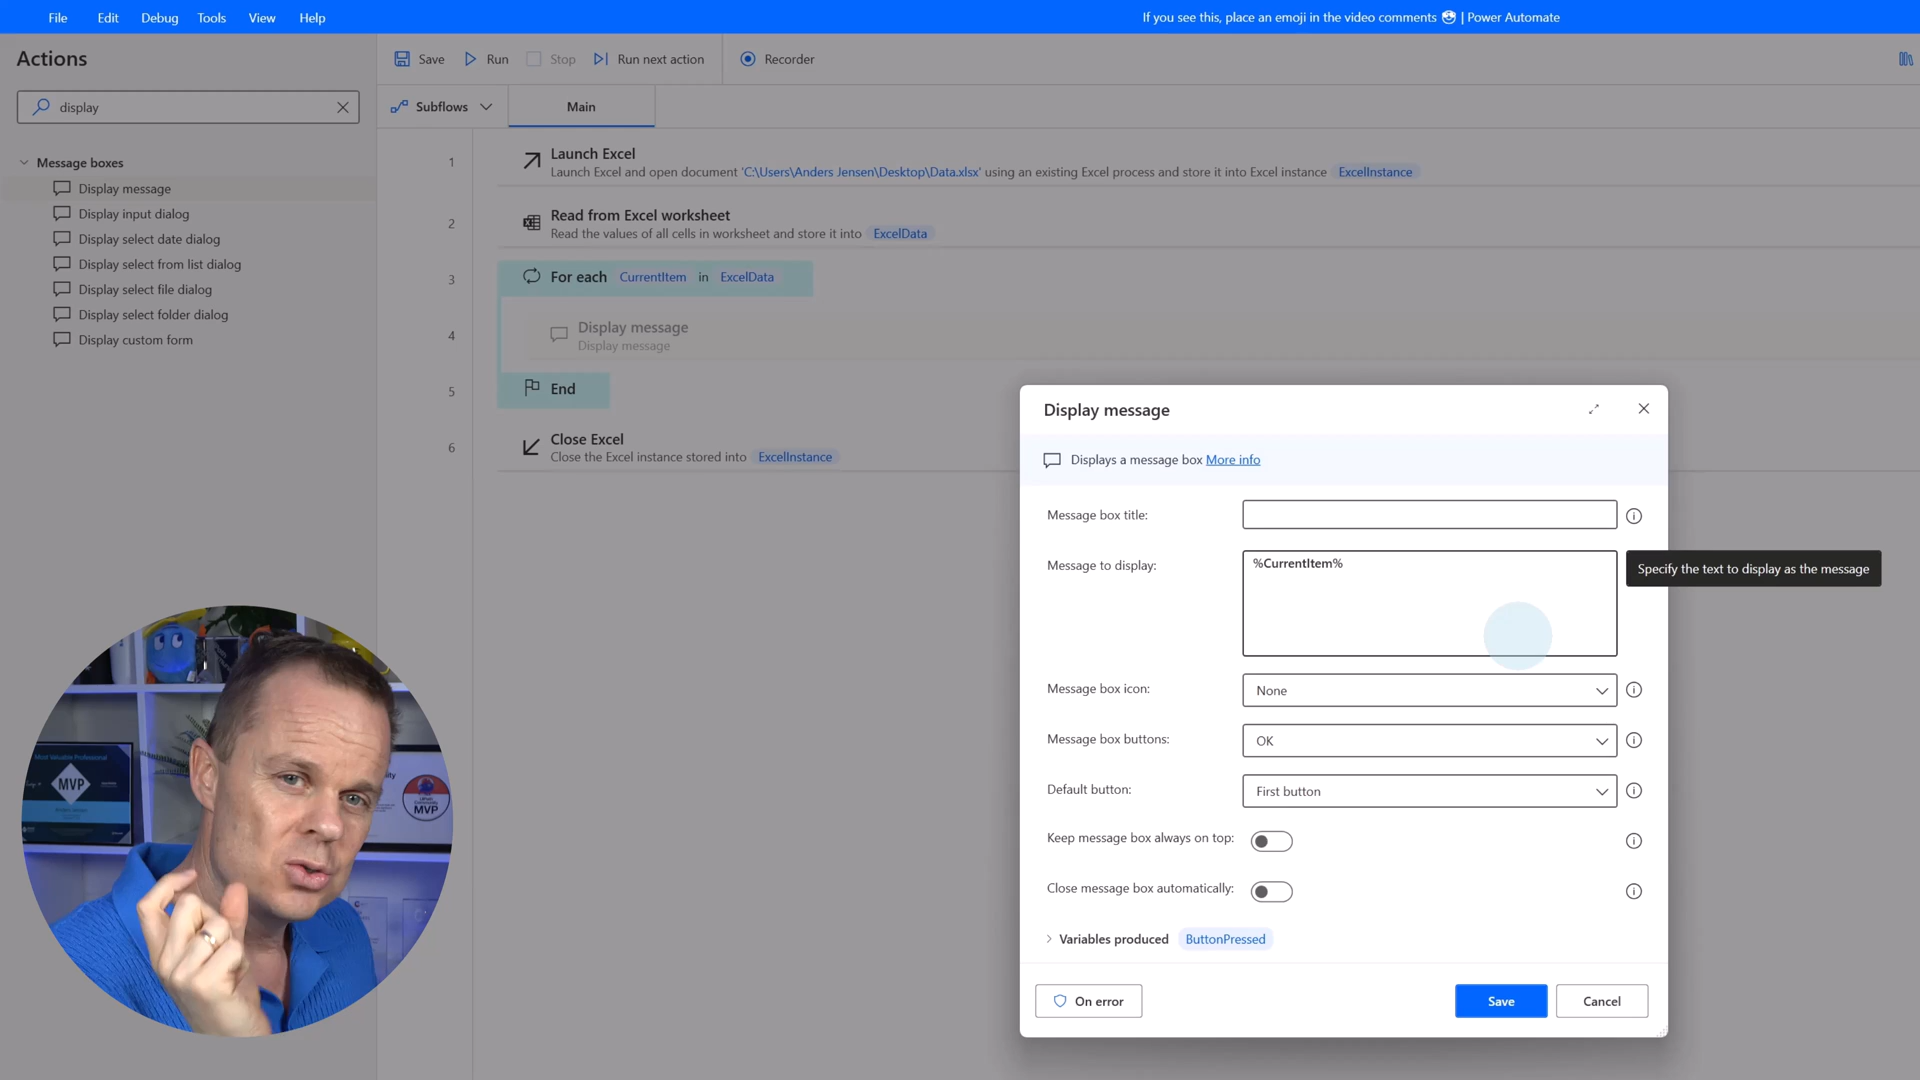 File Edit Debug Tools View Help
If you see this, place an emoji in the video comments 😎 | Power Automate
Actions
Save Run Stop Run next action Recorder
display
Subflows Main
Message boxes
Display message
Display input dialog
Display select date dialog
Display select from list dialog
Display select file dialog
Display select folder dialog
Display custom form
1
Launch Excel
Launch Excel and open document 'C:\Users\Anders Jensen\Desktop\Data.xlsx' using an existing Excel process and store it into Excel instance ExcelInstance
2
Read from Excel worksheet
Read the values of all cells in worksheet and store it into ExcelData
3
For each CurrentItem in ExcelData
4
Display message
Display message
5
End
6
Close Excel
Close the Excel instance stored into ExcelInstance
Display message
Displays a message box More info
Message box title:
Message to display:
%CurrentItem%
Specify the text to display as the message
Message box icon:
None
Message box buttons:
OK
Default button:
First button
Keep message box always on top:
Close message box automatically:
Variables produced ButtonPressed
On error Save Cancel
Most Valuable Professional
MVP
MVP